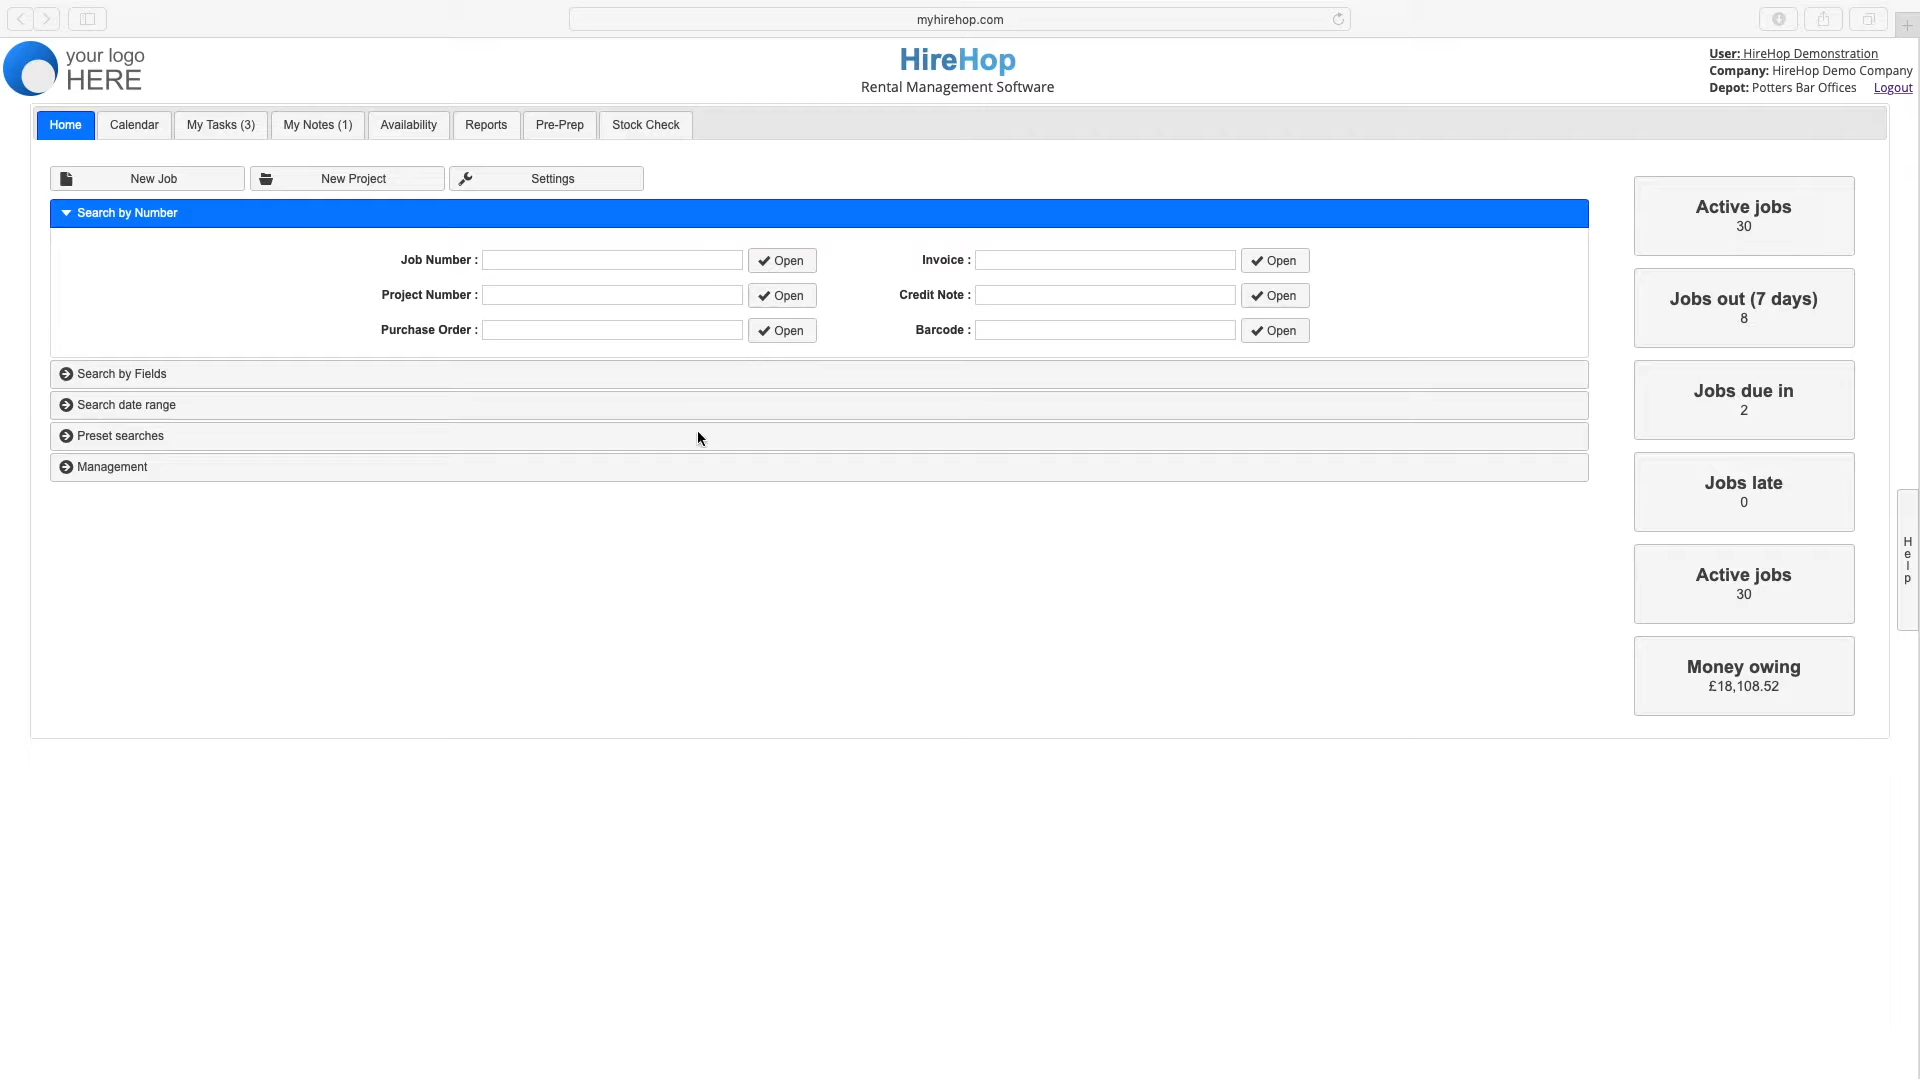 myhirehop.com
your logo
HERE
HireHop
Rental Management Software
User: HireHop Demonstration
Company: HireHop Demo Company
Depot: Potters Bar Offices Logout
Home Calendar My Tasks (3) My Notes (1) Availability Reports Pre-Prep Stock Check
New Job New Project Settings
Search by Number
Job Number : Open Invoice : Open
Project Number : Open Credit Note : Open
Purchase Order : Open Barcode : Open
Search by Fields
Search date range
Preset searches
Management
Active jobs
30
Jobs out (7 days)
8
Jobs due in
2
Jobs late
0
Active jobs
30
Money owing
£18,108.52
Help